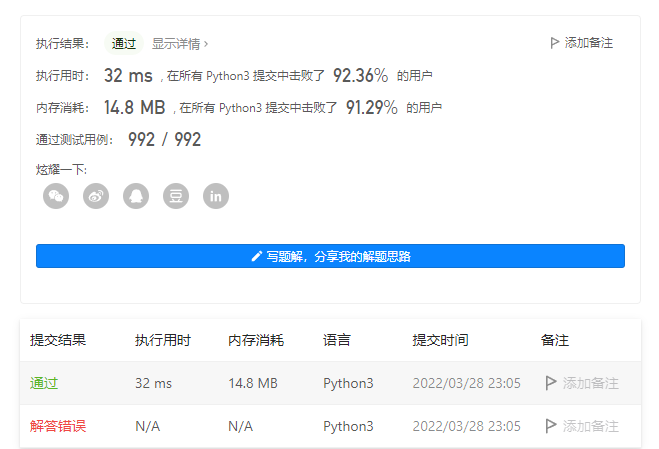 执行结果： 通过 显示详情 › 添加备注
执行用时： 32 ms , 在所有 Python3 提交中击败了 92.36% 的用户
内存消耗： 14.8 MB , 在所有 Python3 提交中击败了 91.29% 的用户
通过测试用例： 992 / 992
炫耀一下:
豆 in
写题解，分享我的解题思路
提交结果 执行用时 内存消耗 语言 提交时间 备注
通过 32 ms 14.8 MB Python3 2022/03/28 23:05 添加备注
解答错误 N/A N/A Python3 2022/03/28 23:05 添加备注